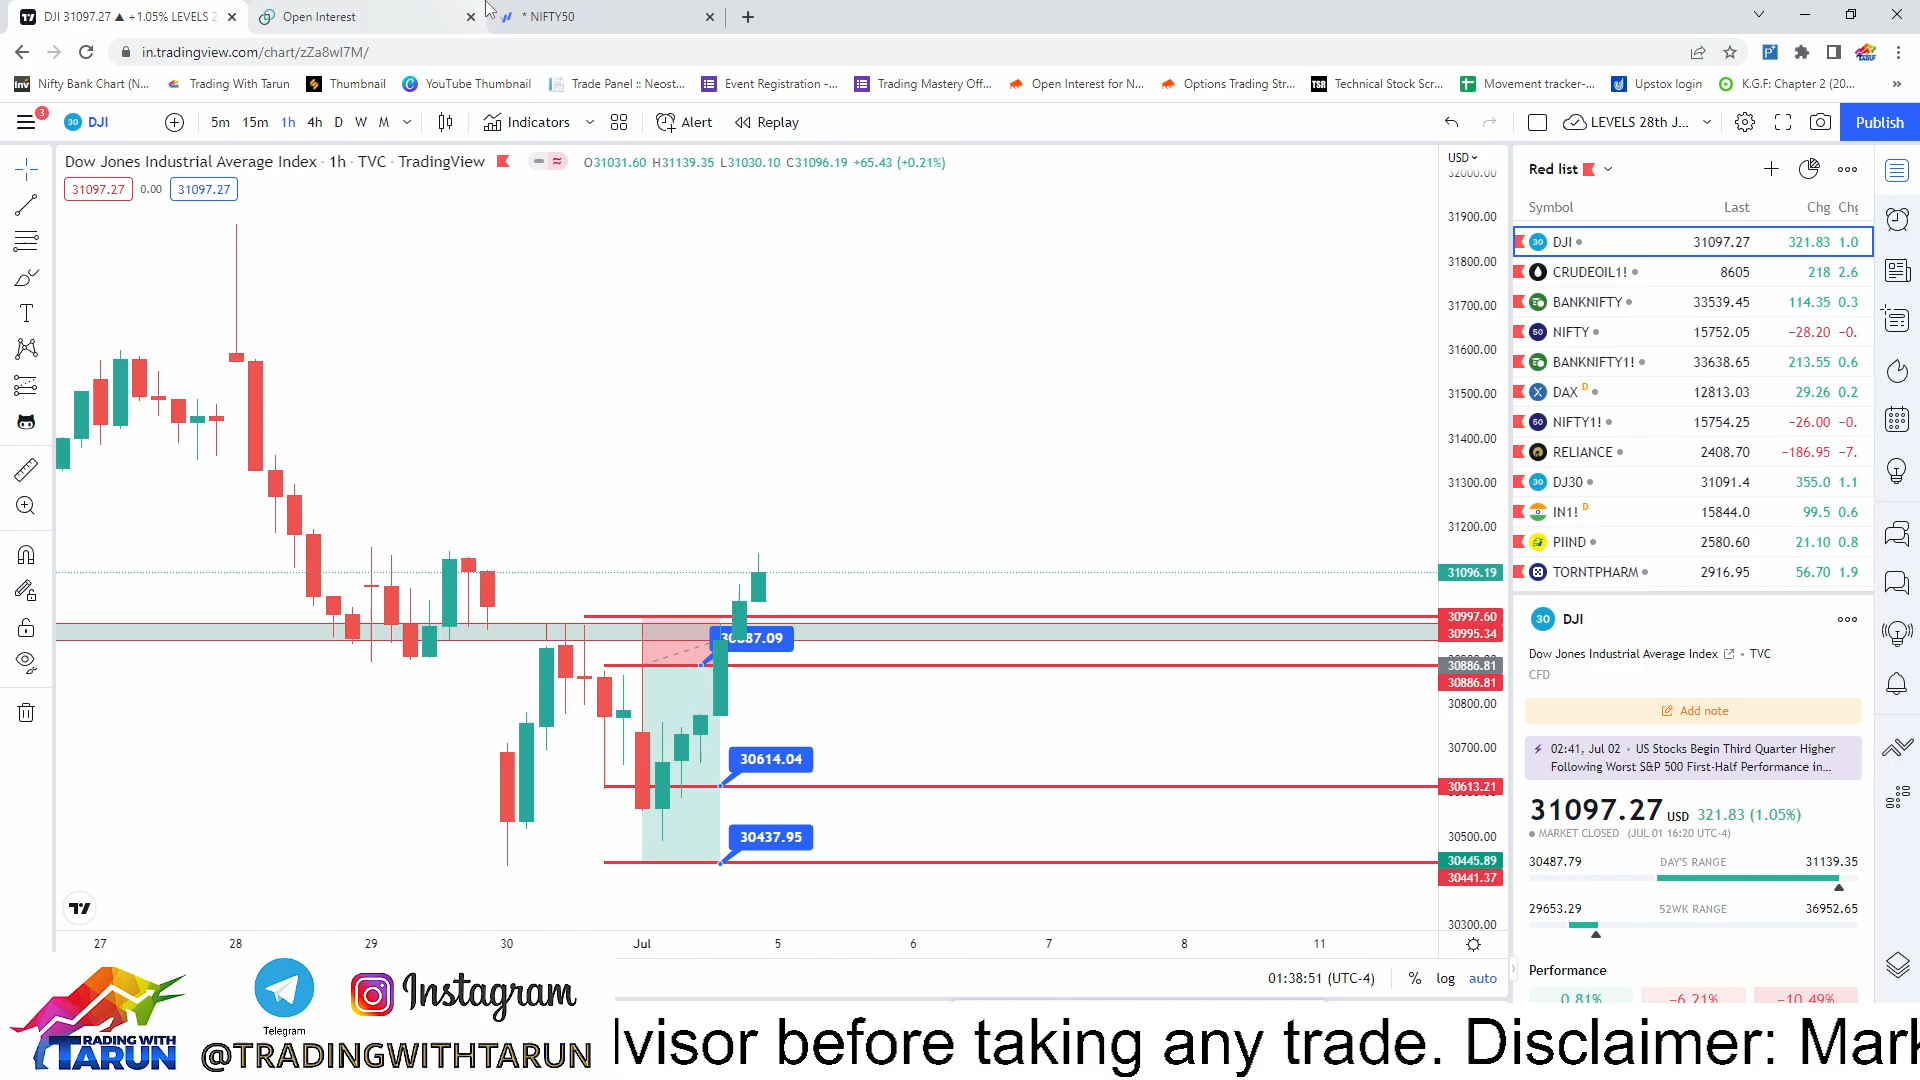 DJI 31097.27 ▲ +1.05% LEVELS 2
Open Interest
* NIFTY50
in.tradingview.com/chart/zZa8wI7M/
Nifty Bank Chart (N...
Trading With Tarun
Thumbnail
YouTube Thumbnail
Trade Panel :: Neost...
Event Registration -...
Trading Mastery Off...
Open Interest for N...
Options Trading Str...
TSR
Technical Stock Scr...
Movement tracker-...
Upstox login
K.G.F: Chapter 2 (20...
»
3
30
DJI
5m 15m 1h 4h D W M
Indicators
Alert
Replay
LEVELS 28th J...
Publish
Dow Jones Industrial Average Index · 1h · TVC · TradingView
O31031.60 H31139.35 L31030.10 C31096.19 +65.43 (+0.21%)
31097.27 0.00 31097.27
USD
32000.00
31900.00
31800.00
31700.00
31600.00
31500.00
31400.00
31300.00
31200.00
31096.19
30997.60
30995.34
30886.81
30886.81
30800.00
30700.00
30613.21
30500.00
30445.89
30441.37
30300.00
30614.04
30437.95
27 28 29 30 Jul 5 6 7 8 11
01:38:51 (UTC-4) % log auto
Red list
Symbol Last Chg Chg
DJI 31097.27 321.83 1.0
CRUDEOIL1! 8605 218 2.6
BANKNIFTY 33539.45 114.35 0.3
NIFTY 15752.05 −28.20 −0.
BANKNIFTY1! 33638.65 213.55 0.6
DAX D 12813.03 29.26 0.2
NIFTY1! 15754.25 −26.00 −0.
RELIANCE 2408.70 −186.95 −7.
DJ30 31091.4 355.0 1.1
IN1! D 15844.0 99.5 0.6
PIIND 2580.60 21.10 0.8
TORNTPHARM 2916.95 56.70 1.9
30 DJI
Dow Jones Industrial Average Index • TVC
CFD
Add note
02:41, Jul 02 • US Stocks Begin Third Quarter Higher
Following Worst S&P 500 First-Half Performance in...
31097.27 USD 321.83 (1.05%)
MARKET CLOSED (JUL 01 16:20 UTC-4)
30487.79 DAY'S RANGE 31139.35
29653.29 52WK RANGE 36952.65
Performance
0.81% −6.21% −10.49%
TRADING WITH
TARUN
Telegram
Instagram
@TRADINGWITHTARUN
visor before taking any trade. Disclaimer: Mark